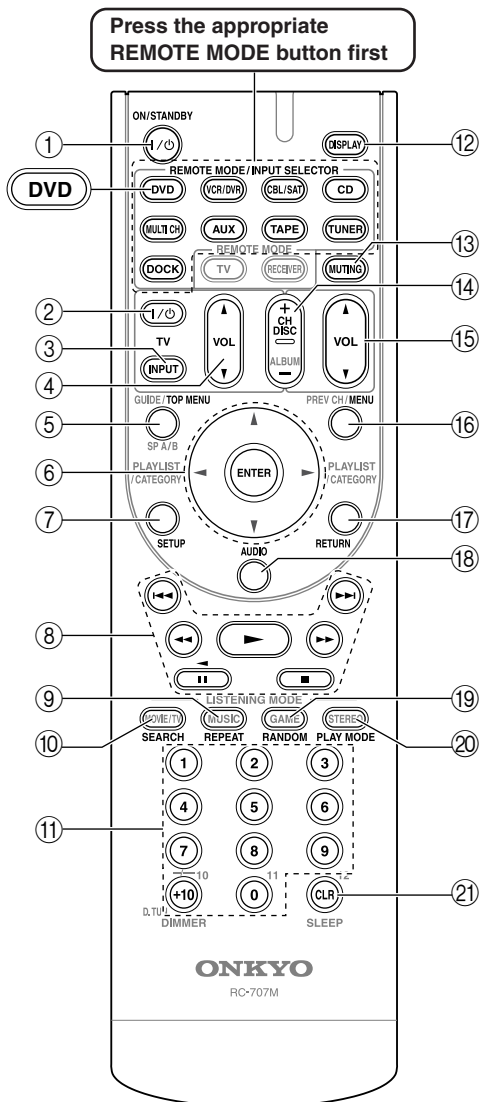 Press the appropriate
REMOTE MODE button first
ON/STANDBY
① I/⏻ DISPLAY ⑫
REMOTE MODE/INPUT SELECTOR
DVD DVD VCR/DVR CBL/SAT CD
MULTI CH AUX TAPE TUNER
REMOTE MODE ⑬
DOCK TV RECEIVER MUTING
⑭
② I/⏻ + 
TV VOL CH DISC VOL ⑮
③ INPUT ALBUM
④ −
GUIDE/TOP MENU PREV CH/MENU
⑤ ⑯
SP A/B
PLAYLIST PLAYLIST
⑥ /CATEGORY ENTER /CATEGORY
⑦ ⑰
SETUP AUDIO RETURN
⑱
⑧
LISTENING MODE
⑨ ⑲
⑩ MOVIE/TV MUSIC GAME STEREO ⑳
SEARCH REPEAT RANDOM PLAY MODE
1 2 3
⑪ 4 5 6
7 8 9
10 11 12
+10 0 CLR ㉑
D.TU
DIMMER SLEEP
ONKYO
RC-707M